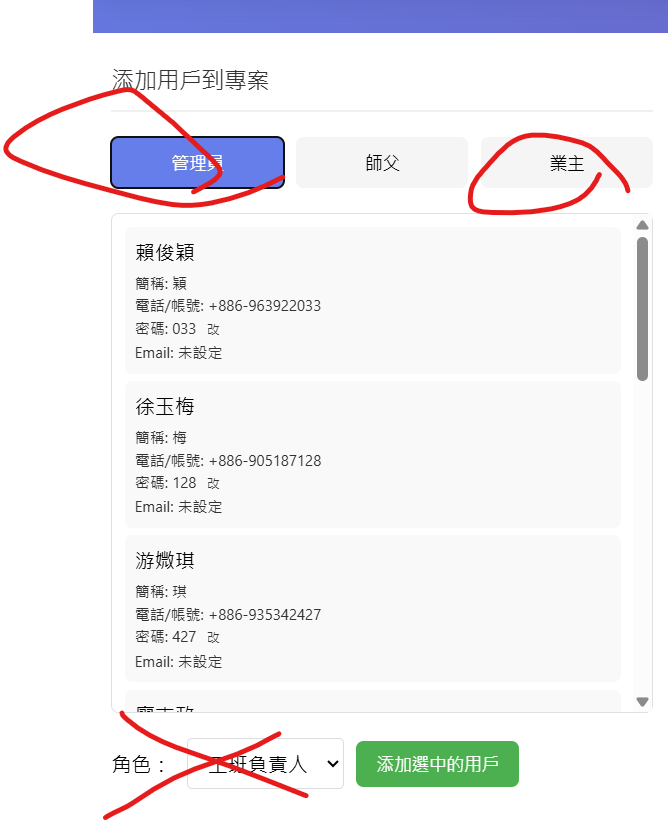 添加用戶到專案
管理員
師父
業主
賴俊穎
簡稱: 穎
電話/帳號: +886-963922033
密碼: 033 改
Email: 未設定
徐玉梅
簡稱: 梅
電話/帳號: +886-905187128
密碼: 128 改
Email: 未設定
游媺琪
簡稱: 琪
電話/帳號: +886-935342427
密碼: 427 改
Email: 未設定
角色：
工班負責人
添加選中的用戶